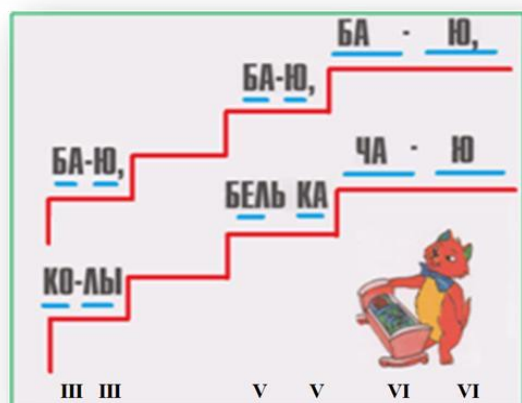 БА - Ю,
БА-Ю,
БА-Ю,
ЧА - Ю
БЕЛЬ КА
КО-ЛЫ
III III V V VI VI